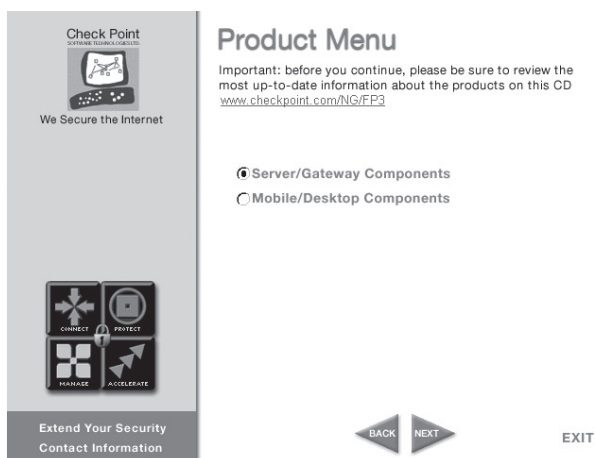 Check Point
SOFTWARE TECHNOLOGIES LTD.
We Secure the Internet
Product Menu
Important: before you continue, please be sure to review the
most up-to-date information about the products on this CD
www.checkpoint.com/NG/FP3
Server/Gateway Components
Mobile/Desktop Components
CONNECT
PROTECT
MANAGE
ACCELERATE
Extend Your Security
Contact Information
BACK
NEXT
EXIT